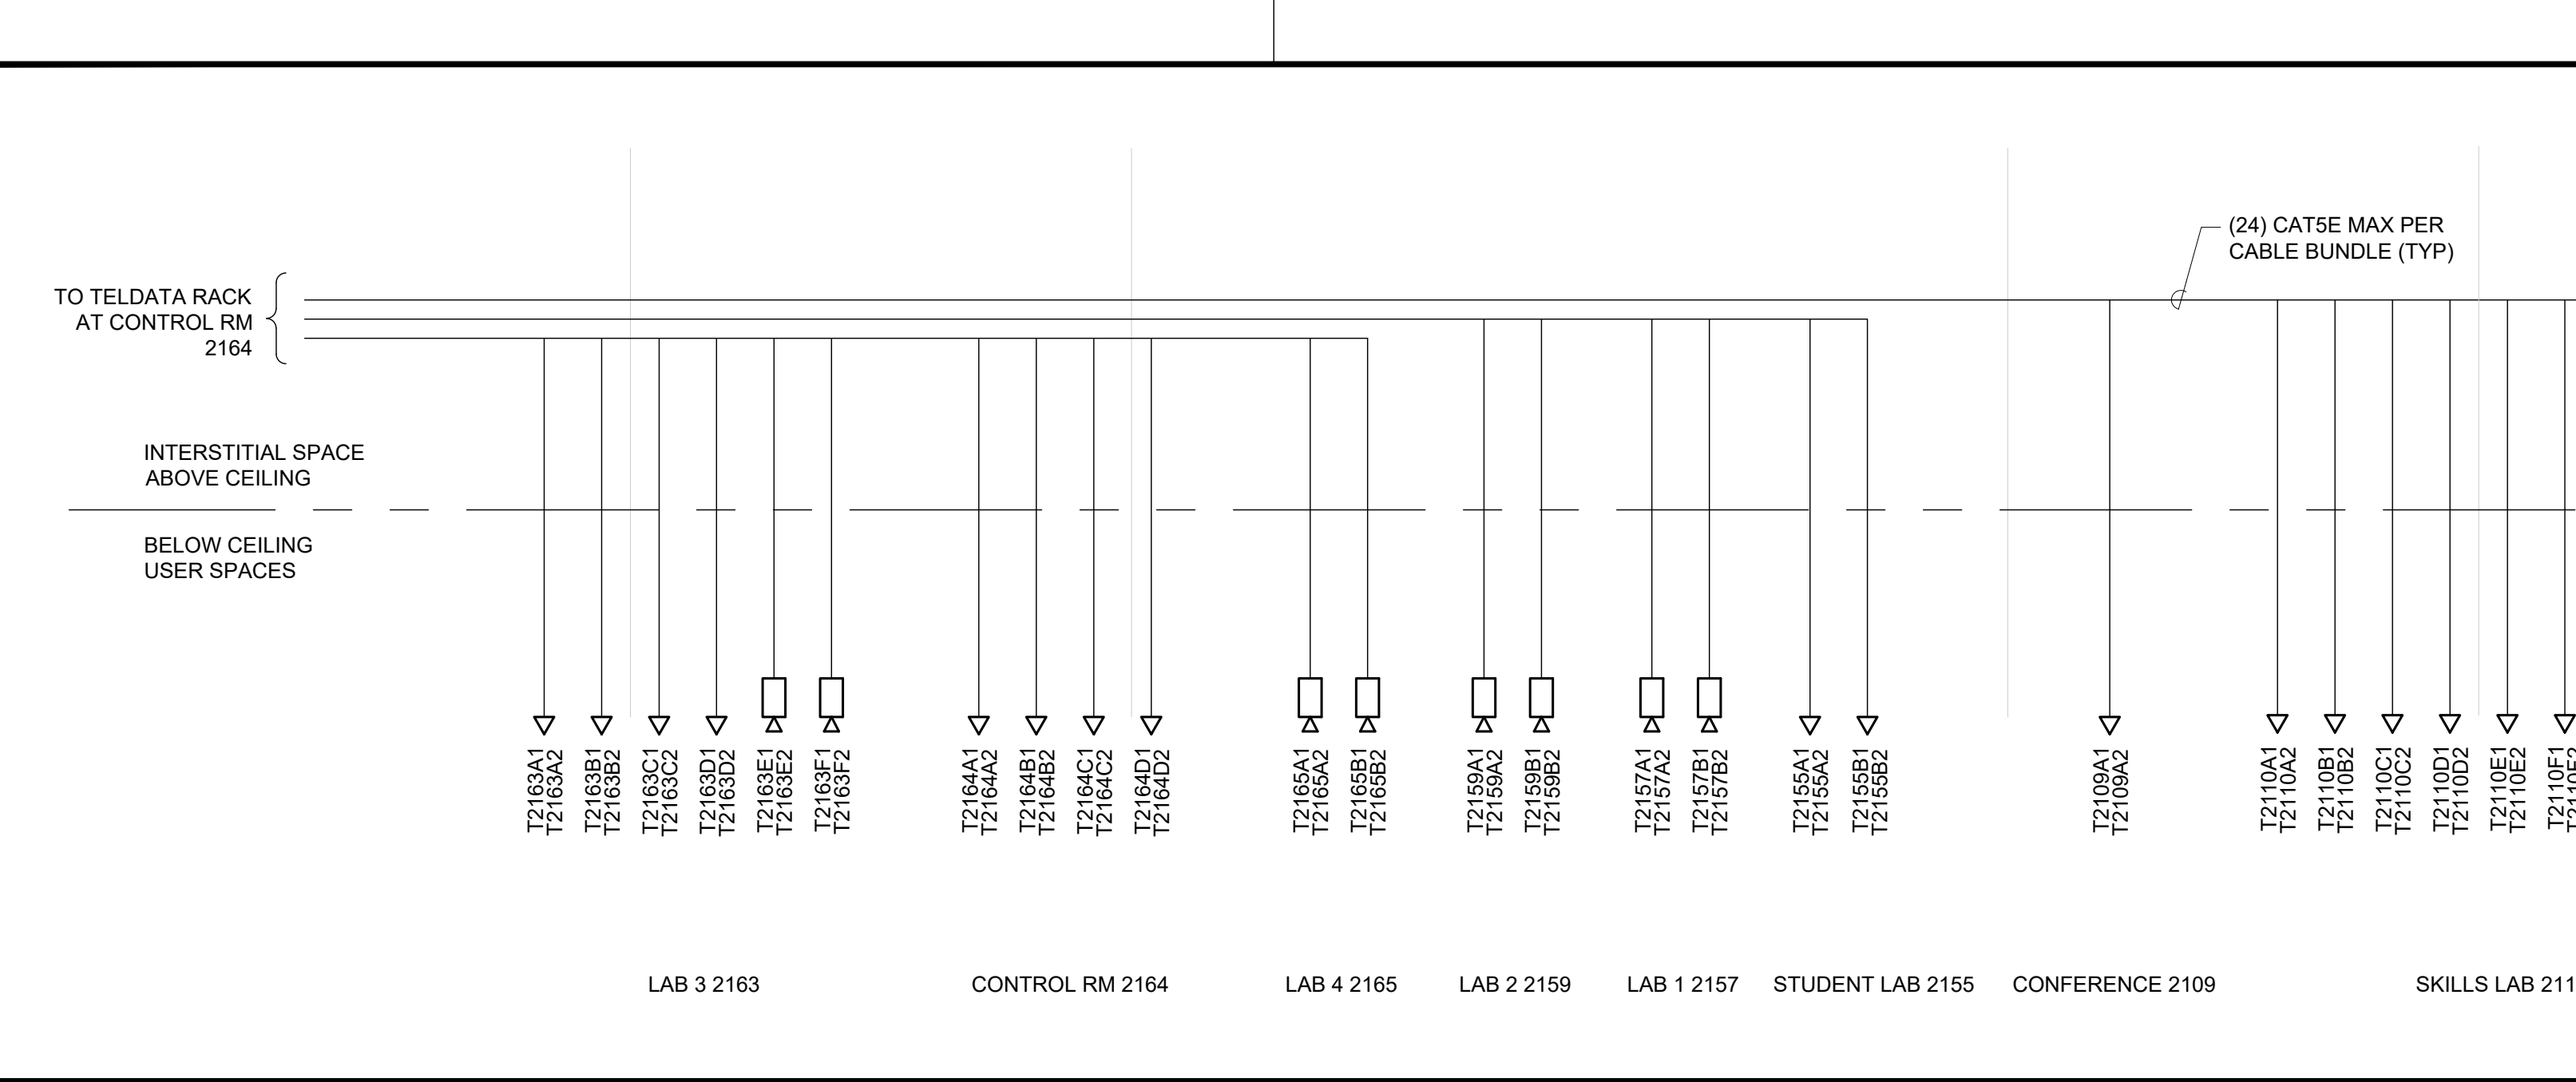 (24) CAT5E MAX PER
CABLE BUNDLE (TYP)
TO TELDATA RACK
AT CONTROL RM
2164
INTERSTITIAL SPACE
ABOVE CEILING
BELOW CEILING
USER SPACES
T2163A1
T2163A2
T2163B1
T2163B2
T2163C1
T2163C2
T2163D1
T2163D2
T2163E1
T2163E2
T2163F1
T2163F2
T2164A1
T2164A2
T2164B1
T2164B2
T2164C1
T2164C2
T2164D1
T2164D2
T2165A1
T2165A2
T2165B1
T2165B2
T2159A1
T2159A2
T2159B1
T2159B2
T2157A1
T2157A2
T2157B1
T2157B2
T2155A1
T2155A2
T2155B1
T2155B2
T2109A1
T2109A2
T2110A1
T2110A2
T2110B1
T2110B2
T2110C1
T2110C2
T2110D1
T2110D2
T2110E1
T2110E2
T2110F1
LAB 3 2163
CONTROL RM 2164
LAB 4 2165
LAB 2 2159
LAB 1 2157
STUDENT LAB 2155
CONFERENCE 2109
SKILLS LAB 211